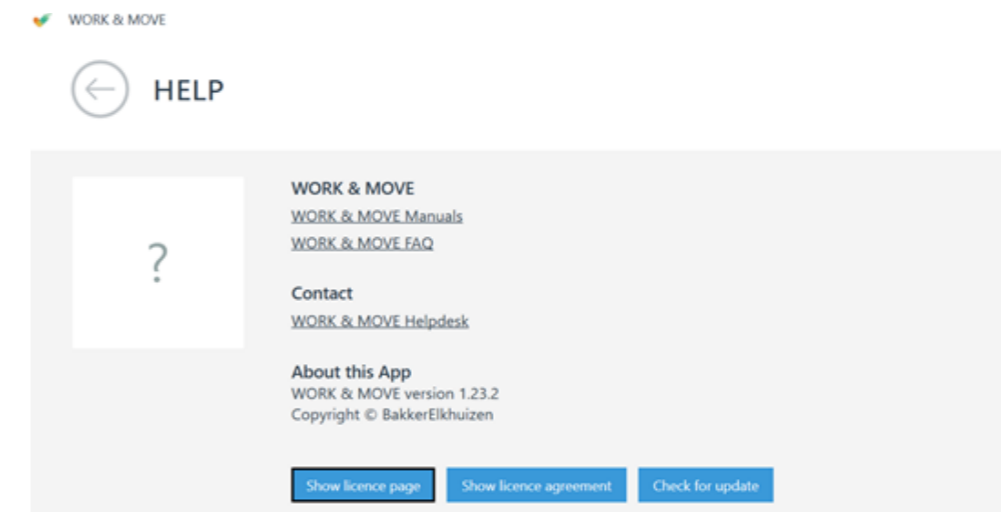 WORK & MOVE
HELP
?
WORK & MOVE
WORK & MOVE Manuals
WORK & MOVE FAQ
Contact
WORK & MOVE Helpdesk
About this App
WORK & MOVE version 1.23.2
Copyright © BakkerElkhuizen
Show licence page Show licence agreement Check for update